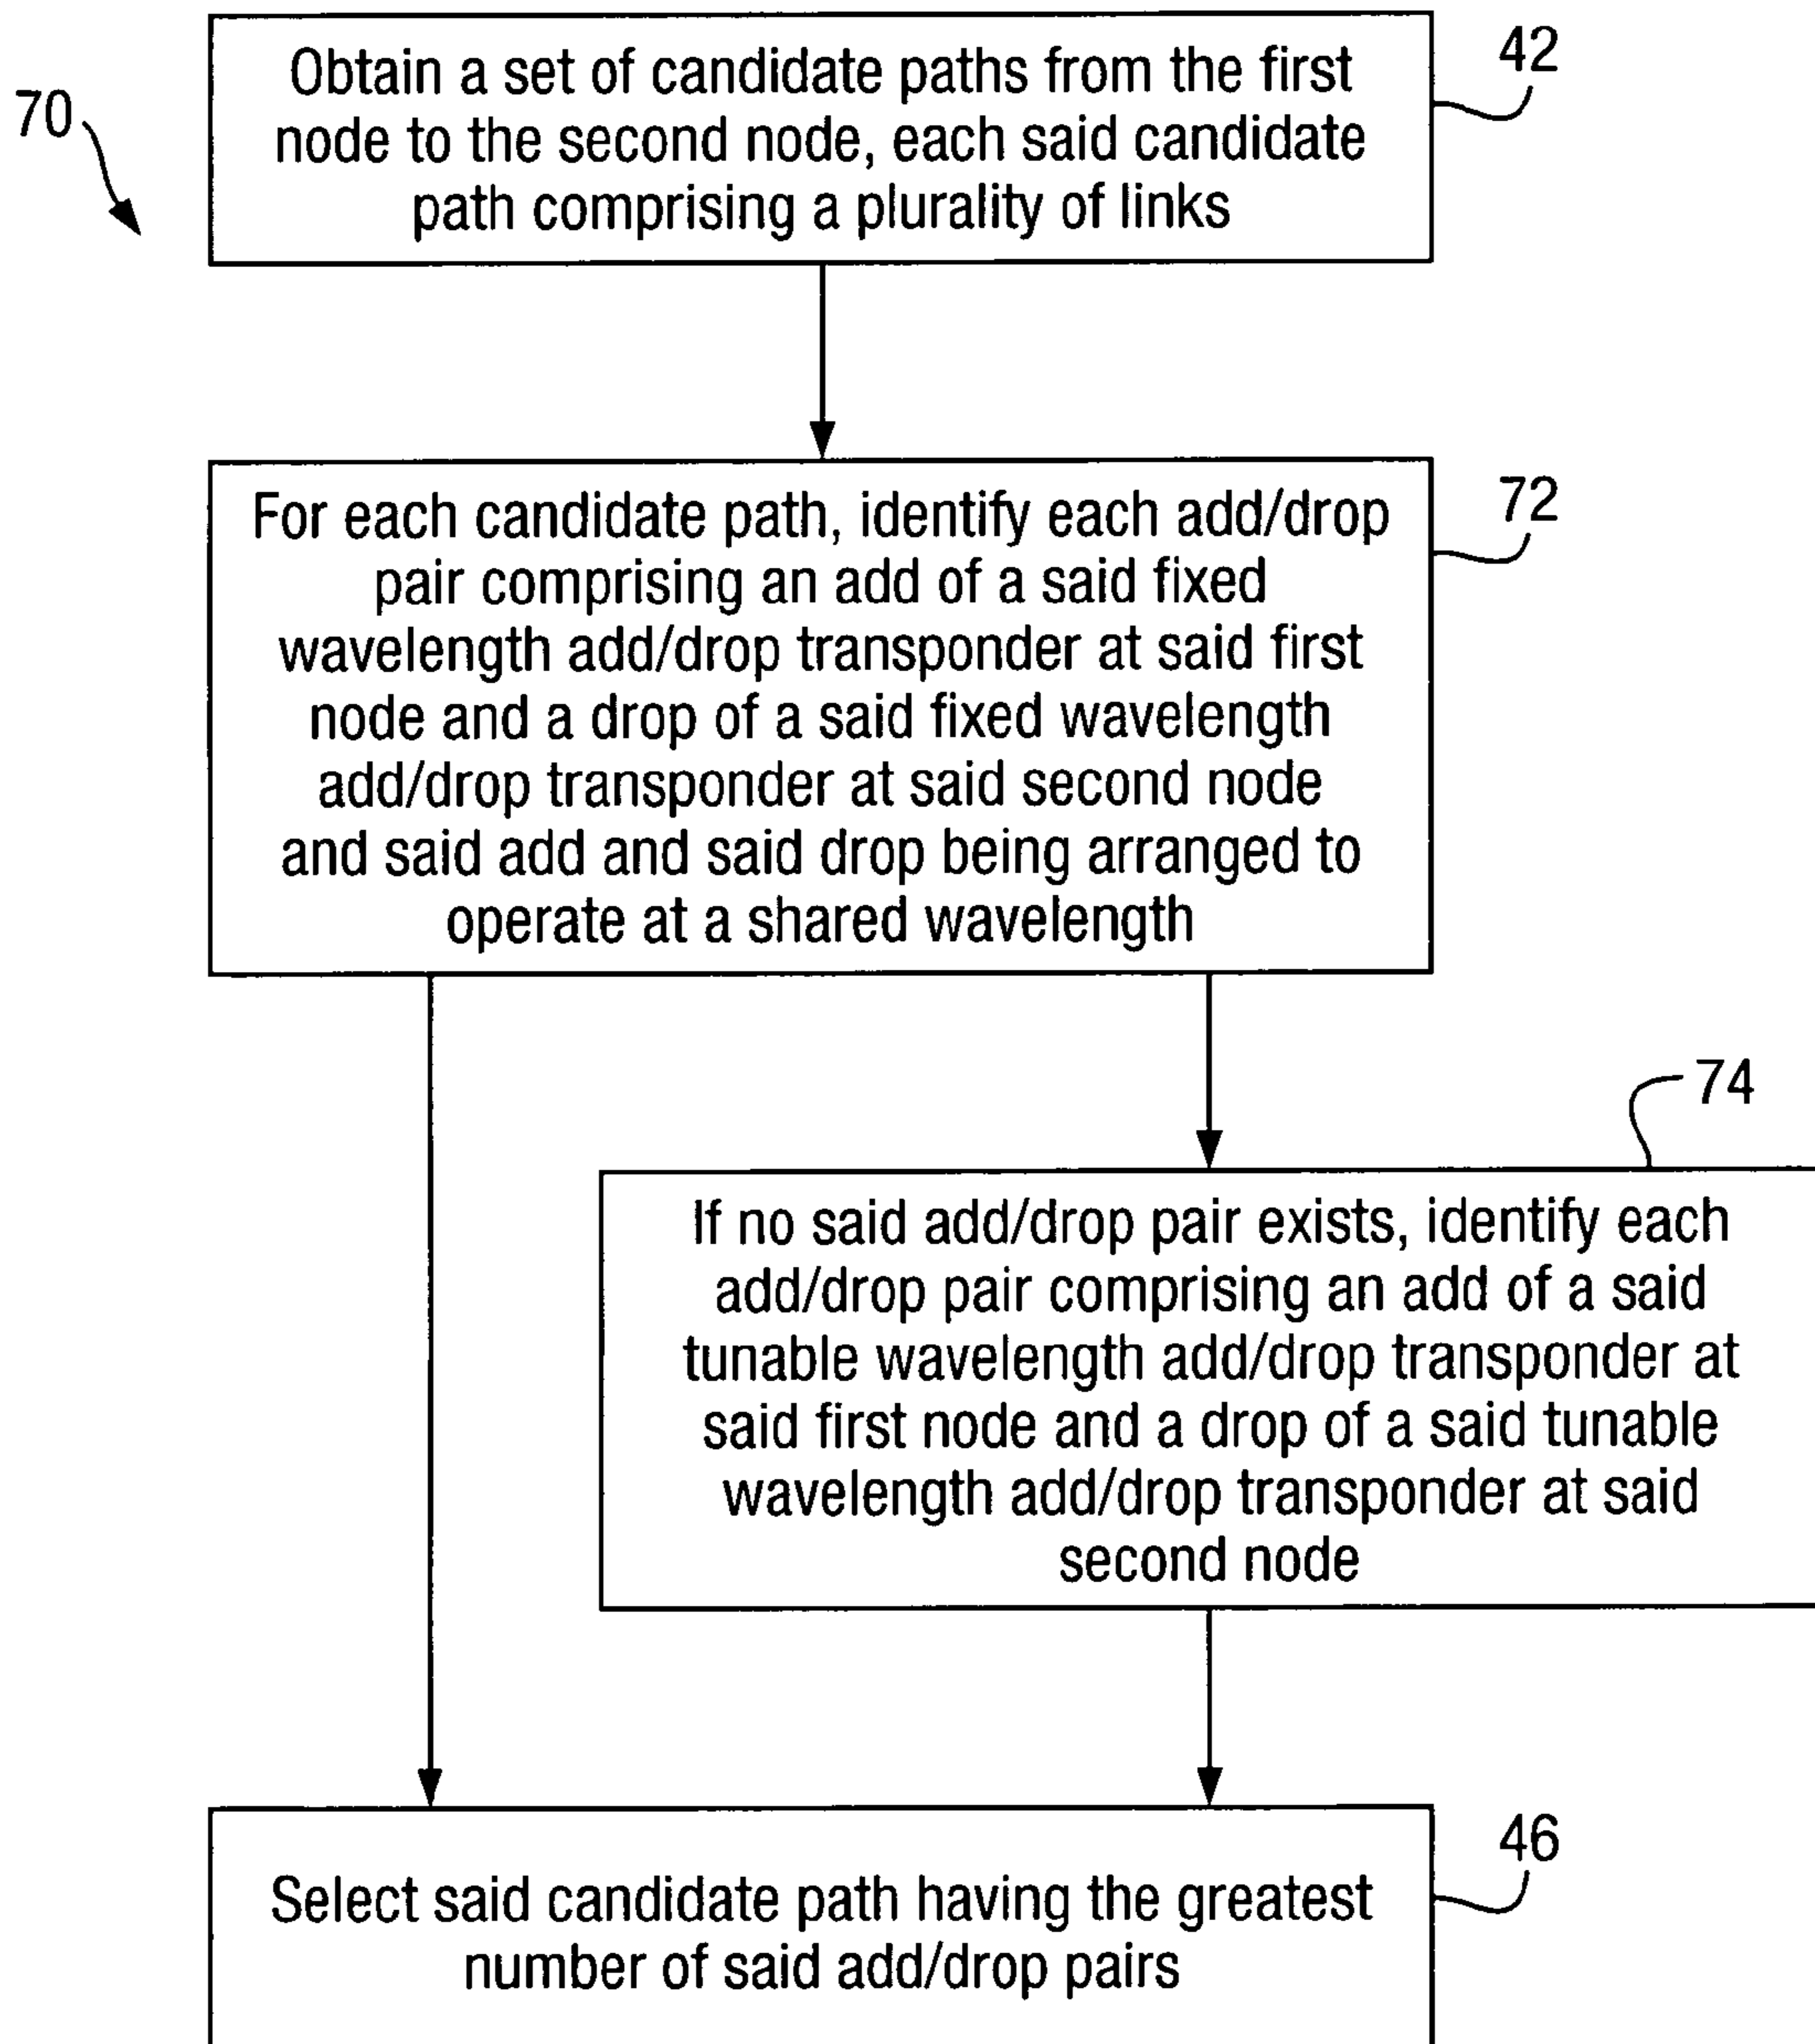 70
42
Obtain a set of candidate paths from the first
node to the second node, each said candidate
path comprising a plurality of links
72
For each candidate path, identify each add/drop
pair comprising an add of a said fixed
wavelength add/drop transponder at said first
node and a drop of a said fixed wavelength
add/drop transponder at said second node
and said add and said drop being arranged to
operate at a shared wavelength
74
If no said add/drop pair exists, identify each
add/drop pair comprising an add of a said
tunable wavelength add/drop transponder at
said first node and a drop of a said tunable
wavelength add/drop transponder at said
second node
46
Select said candidate path having the greatest
number of said add/drop pairs